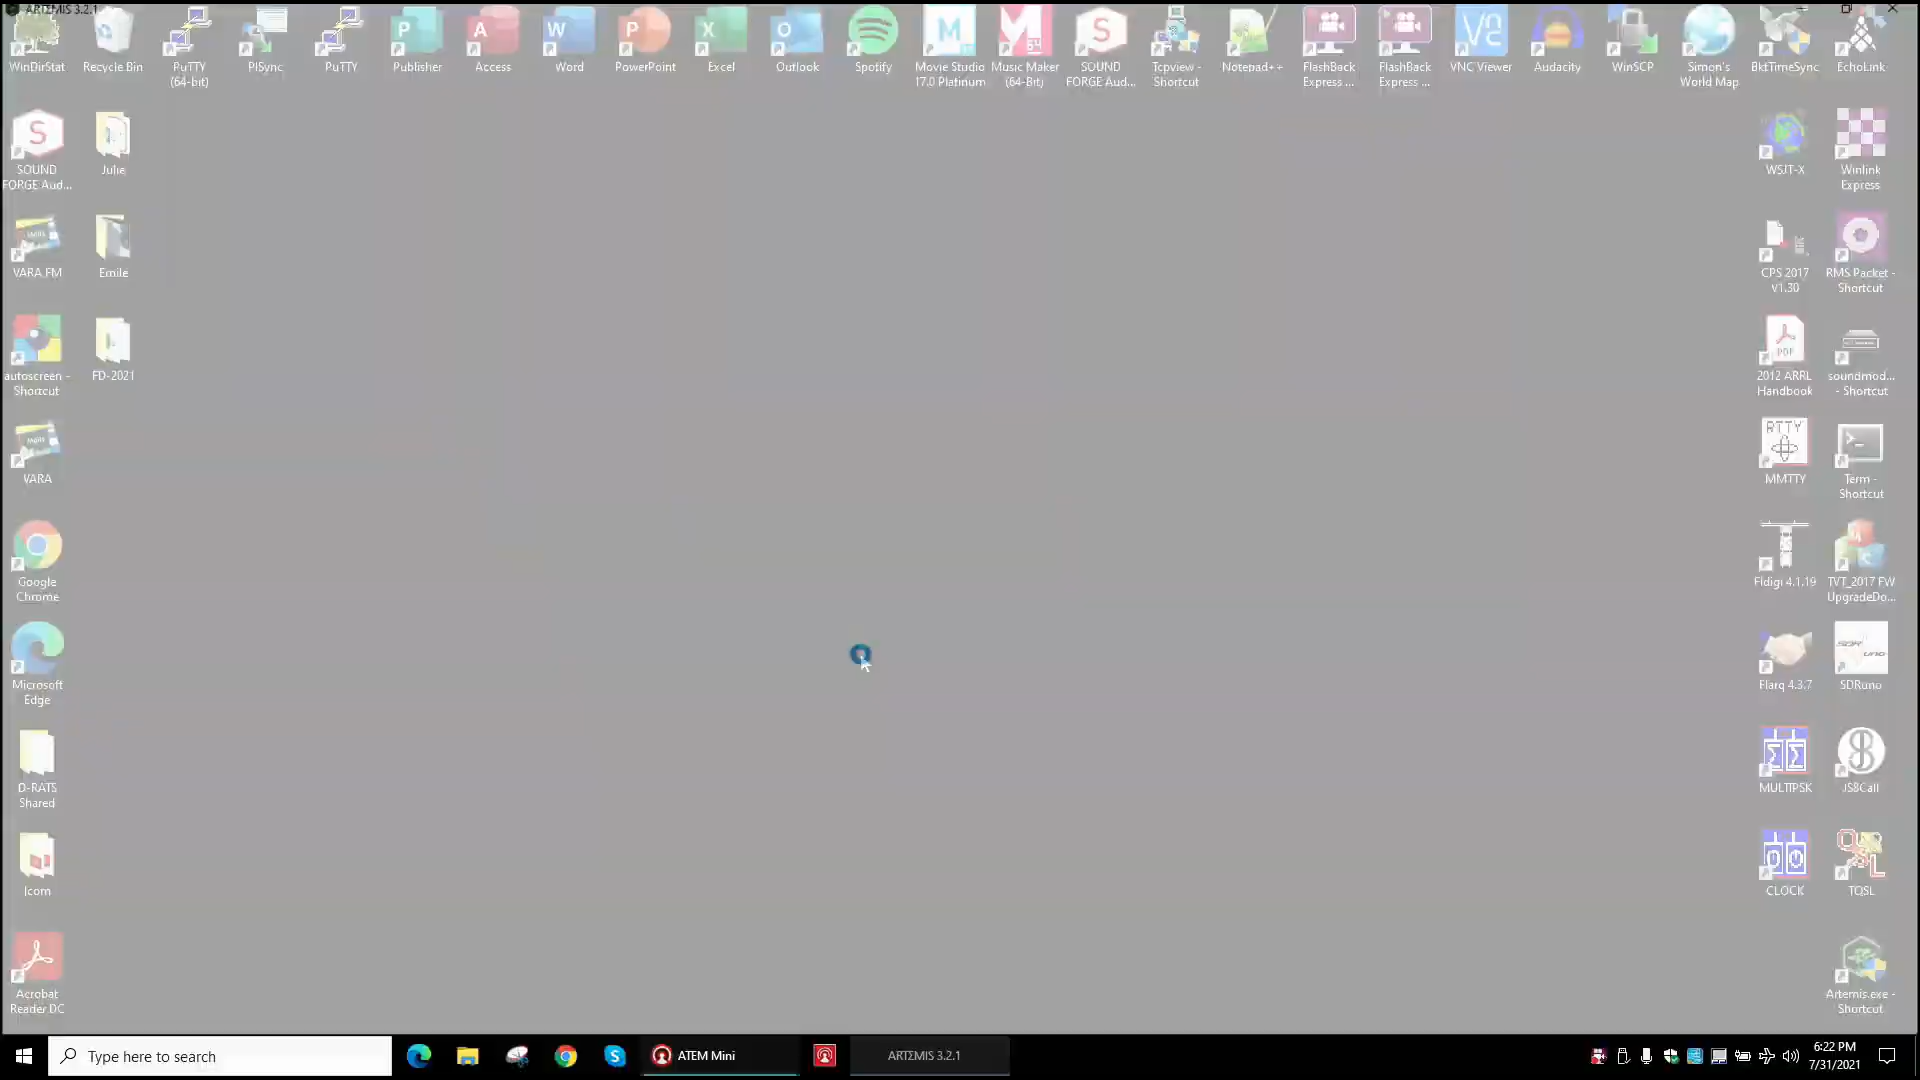 ARTEMIS 3.2.1
WinDirStat
Recycle Bin
PuTTY
(64-bit)
PiSync
PuTTY
Publisher
Access
Word
PowerPoint
Excel
Outlook
Spotify
Movie Studio
17.0 Platinum
Music Maker
(64-Bit)
SOUND
FORGE Aud...
Tcpview -
Shortcut
Notepad++
FlashBack
Express ...
FlashBack
Express ...
VNC Viewer
Audacity
WinSCP
Simon's
World Map
BktTimeSync
EchoLink
SOUND
FORGE Aud...
Julie
WSJT-X
Winlink
Express
VARA FM
Emile
CPS 2017
v1.30
RMS Packet -
Shortcut
autoscreen -
Shortcut
FD-2021
PDF
2012 ARRL
Handbook
soundmod...
- Shortcut
VARA
RTTY
MMTTY
Term -
Shortcut
Google
Chrome
Fldigi 4.1.19
TYT_2017 FW
UpgradeDo...
Microsoft
Edge
Flarq 4.3.7
SDRuno
D-RATS
Shared
MULTIPSK
JS8Call
Icom
CLOCK
TQSL
Acrobat
Reader DC
Artemis.exe -
Shortcut
Type here to search
ATEM Mini
ARTEMIS 3.2.1
6:22 PM
7/31/2021